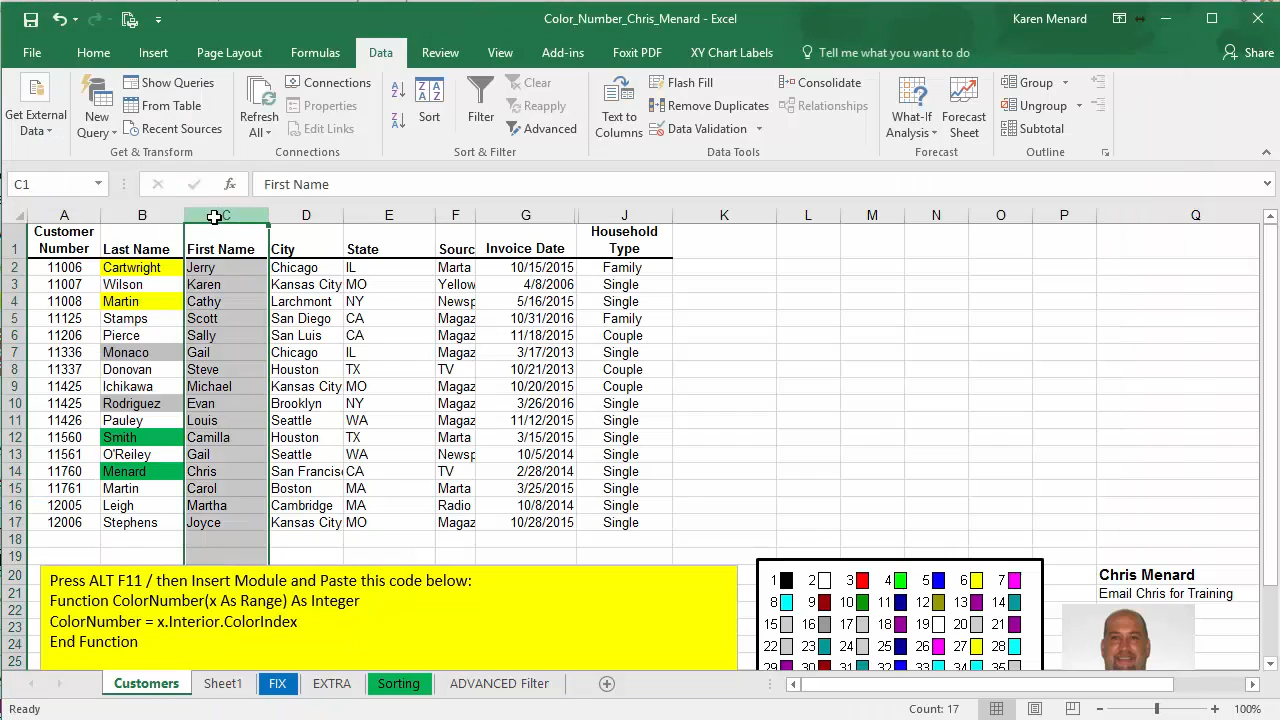 Color_Number_Chris_Menard - Excel
Karen Menard
File Home Insert Page Layout Formulas Data Review View Add-ins Foxit PDF XY Chart Labels Tell me what you want to do Share
Get External Data
New Query
Show Queries
From Table
Recent Sources
Get & Transform
Refresh All
Connections
Properties
Edit Links
Connections
Sort
Filter
Clear
Reapply
Advanced
Sort & Filter
Text to Columns
Flash Fill
Remove Duplicates
Data Validation
Consolidate
Relationships
Data Tools
What-If Analysis
Forecast Sheet
Forecast
Group
Ungroup
Subtotal
Outline
C1 fx First Name
A B C D E F G J K L M N O P Q
1 Customer Number Last Name First Name City State Sourc Invoice Date Household Type
2 11006 Cartwright Jerry Chicago IL Marta 10/15/2015 Family
3 11007 Wilson Karen Kansas City MO Yellow 4/8/2006 Single
4 11008 Martin Cathy Larchmont NY Newsp 5/16/2015 Single
5 11125 Stamps Scott San Diego CA Magaz 10/31/2016 Family
6 11206 Pierce Sally San Luis CA Magaz 11/18/2015 Couple
7 11336 Monaco Gail Chicago IL Magaz 3/17/2013 Single
8 11337 Donovan Steve Houston TX TV 10/21/2013 Couple
9 11425 Ichikawa Michael Kansas City MO Magaz 10/20/2015 Couple
10 11425 Rodriguez Evan Brooklyn NY Magaz 3/26/2016 Single
11 11426 Pauley Louis Seattle WA Magaz 11/12/2015 Single
12 11560 Smith Camilla Houston TX Marta 3/15/2015 Single
13 11561 O'Reiley Gail Seattle WA Newsp 10/5/2014 Single
14 11760 Menard Chris San Francisc CA TV 2/28/2014 Single
15 11761 Martin Carol Boston MA Marta 3/25/2015 Single
16 12005 Leigh Martha Cambridge MA Radio 10/8/2014 Single
17 12006 Stephens Joyce Kansas City MO Magaz 10/28/2015 Single
18
19
20
21
22
23
24
25
Press ALT F11 / then Insert Module and Paste this code below:
Function ColorNumber(x As Range) As Integer
ColorNumber = x.Interior.ColorIndex
End Function
1 2 3 4 5 6 7
8 9 10 11 12 13 14
15 16 17 18 19 20 21
22 23 24 25 26 27 28
29 30 31 32 33 34 35
Chris Menard
Email Chris for Training
Customers Sheet1 FIX EXTRA Sorting ADVANCED Filter
Ready Count: 17 100%